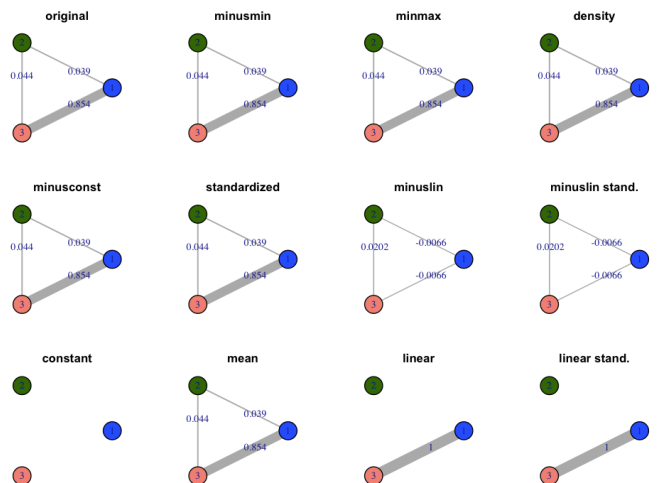 original minusmin minmax density
2 2 2 2
0.044 0.039 0.044 0.039 0.044 0.039 0.044 0.039
1 1 1 1
0.854 0.854 0.854 0.854
3 3 3 3
minusconst standardized minuslin minuslin stand.
2 2 2 2
0.044 0.039 0.044 0.039 0.0202 -0.0066 0.0202 -0.0066
1 1 1 1
0.854 0.854 -0.0066 -0.0066
3 3 3 3
constant mean linear linear stand.
2 2 2 2
0.044 0.039
1 1 1 1
0.854 1 1
3 3 3 3